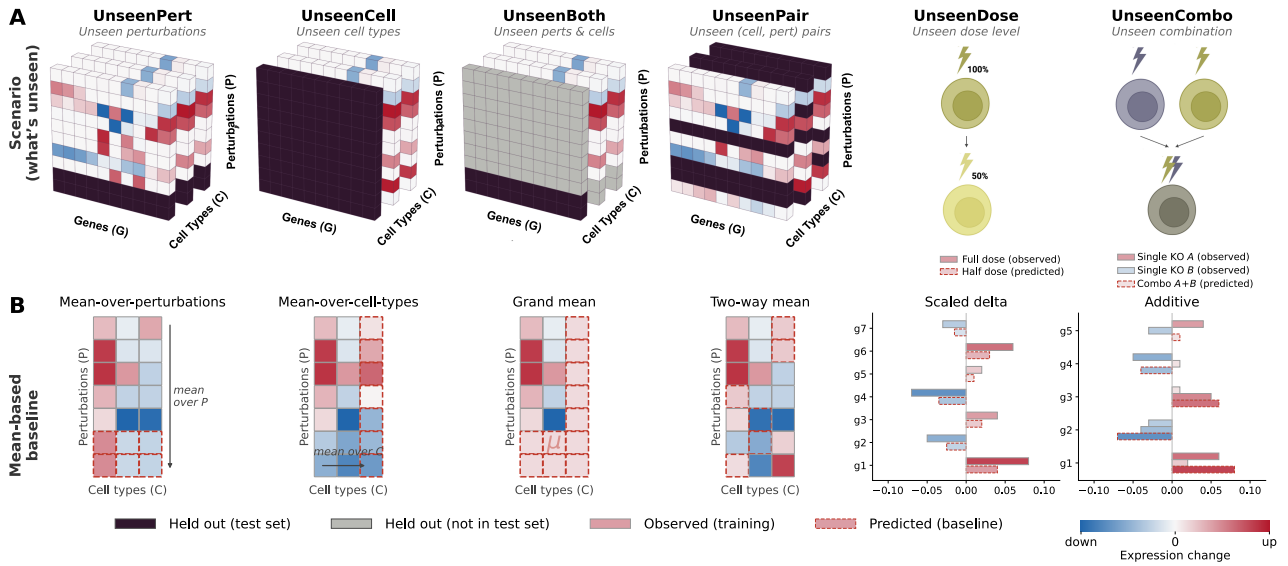 A
Scenario
(what's unseen)
UnseenPert
Unseen perturbations
Genes (G)
Cell Types (C)
Perturbations (P)
UnseenCell
Unseen cell types
Genes (G)
Cell Types (C)
Perturbations (P)
UnseenBoth
Unseen perts & cells
Genes (G)
Cell Types (C)
Perturbations (P)
UnseenPair
Unseen (cell, pert) pairs
Genes (G)
Cell Types (C)
Perturbations (P)
UnseenDose
Unseen dose level
100%
50%
Full dose (observed)
Half dose (predicted)
UnseenCombo
Unseen combination
Single KO A (observed)
Single KO B (observed)
Combo A+B (predicted)
B
Mean-based
baseline
Mean-over-perturbations
Perturbations (P)
mean
over P
Cell types (C)
Mean-over-cell-types
Perturbations (P)
mean over C
Cell types (C)
Grand mean
Perturbations (P)
μ
Cell types (C)
Two-way mean
Perturbations (P)
Cell types (C)
Scaled delta
g7
g6
g5
g4
g3
g2
g1
−0.10 −0.05 0.00 0.05 0.10
Additive
g5
g4
g3
g2
g1
−0.10 −0.05 0.00 0.05 0.10
Held out (test set)
Held out (not in test set)
Observed (training)
Predicted (baseline)
down 0 up
Expression change